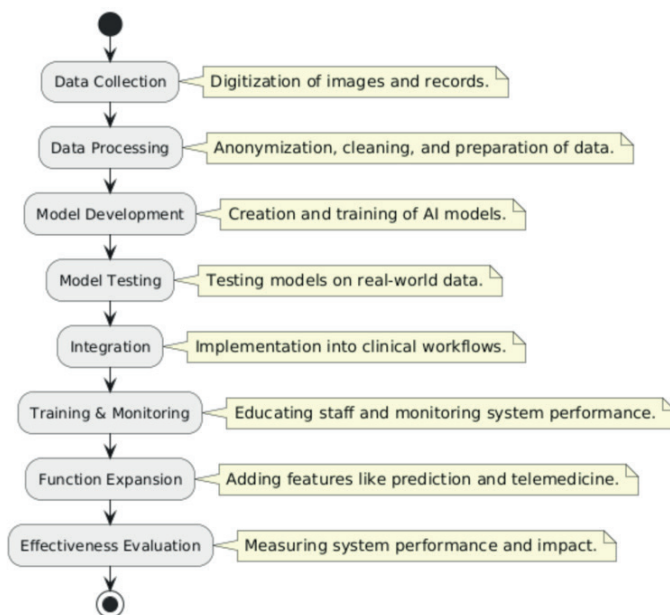 Data Collection
Digitization of images and records.
Data Processing
Anonymization, cleaning, and preparation of data.
Model Development
Creation and training of AI models.
Model Testing
Testing models on real-world data.
Integration
Implementation into clinical workflows.
Training & Monitoring
Educating staff and monitoring system performance.
Function Expansion
Adding features like prediction and telemedicine.
Effectiveness Evaluation
Measuring system performance and impact.